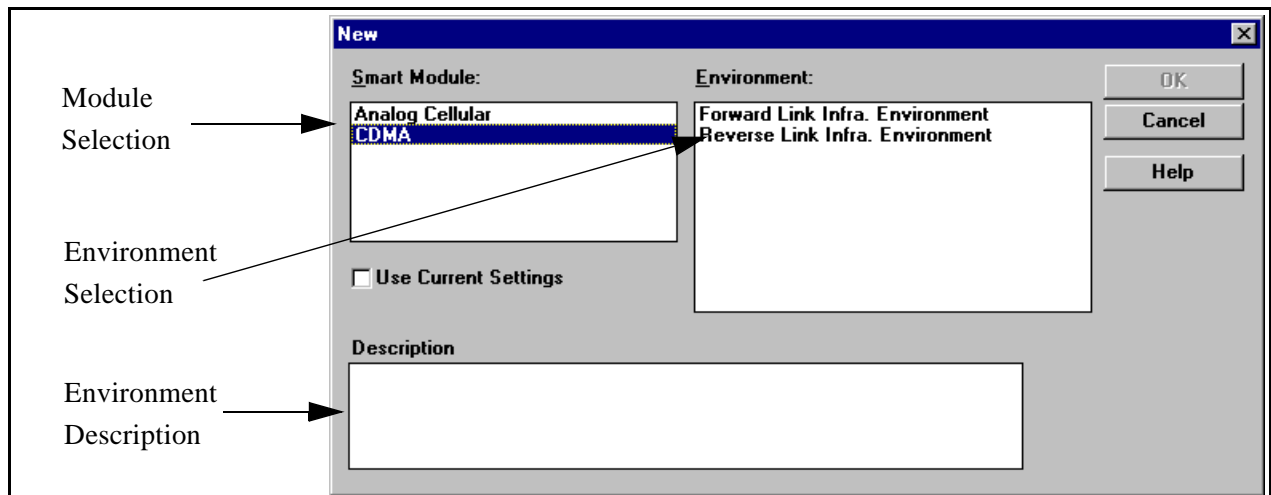 New
Smart Module:
Environment:
OK
Module
Selection
Analog Cellular
CDMA
Forward Link Infra. Environment
Reverse Link Infra. Environment
Cancel
Help
Environment
Selection
Use Current Settings
Description
Environment
Description